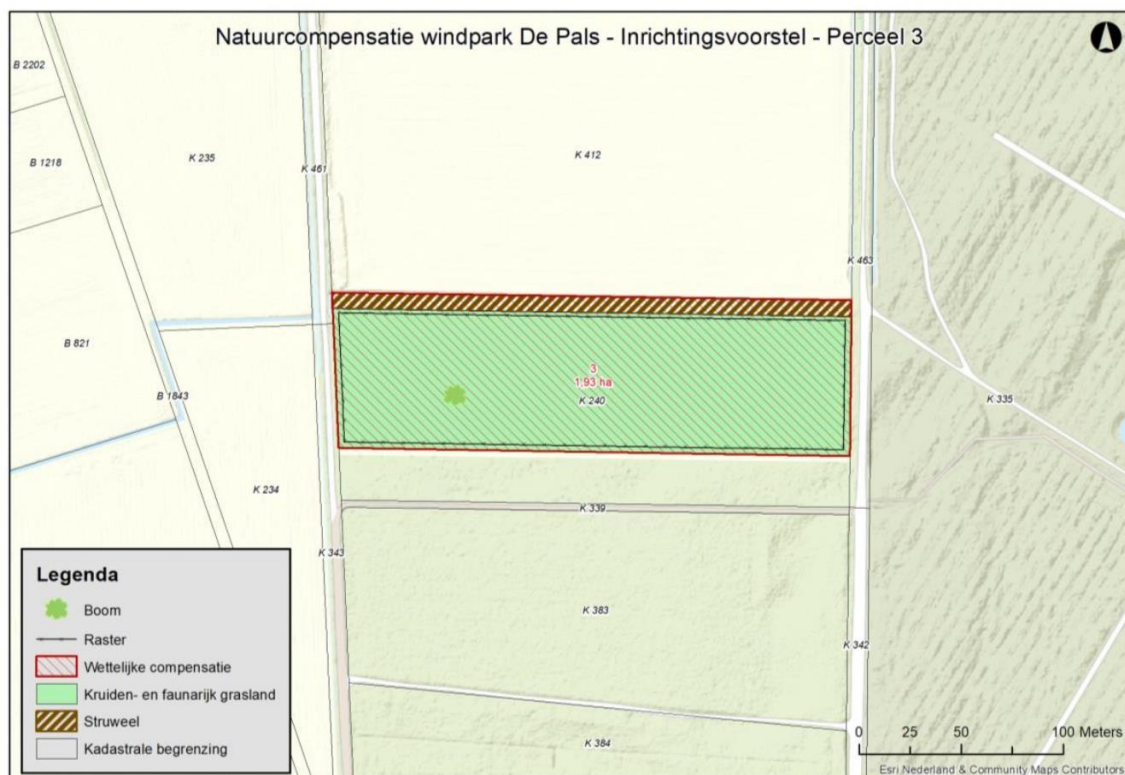 Natuurcompensatie windpark De Pals - Inrichtingsvoorstel - Perceel 3
B 2202
B 1218
K 235
K 461
K 412
K 463
B 821
B 1843
3
1,93 ha
K 240
K 335
K 234
K 339
K 343
K 383
K 342
K 384
Legenda
Boom
Raster
Wettelijke compensatie
Kruiden- en faunarijk grasland
Struweel
Kadastrale begrenzing
0 25 50 100 Meters
Esri Nederland & Community Maps Contributors